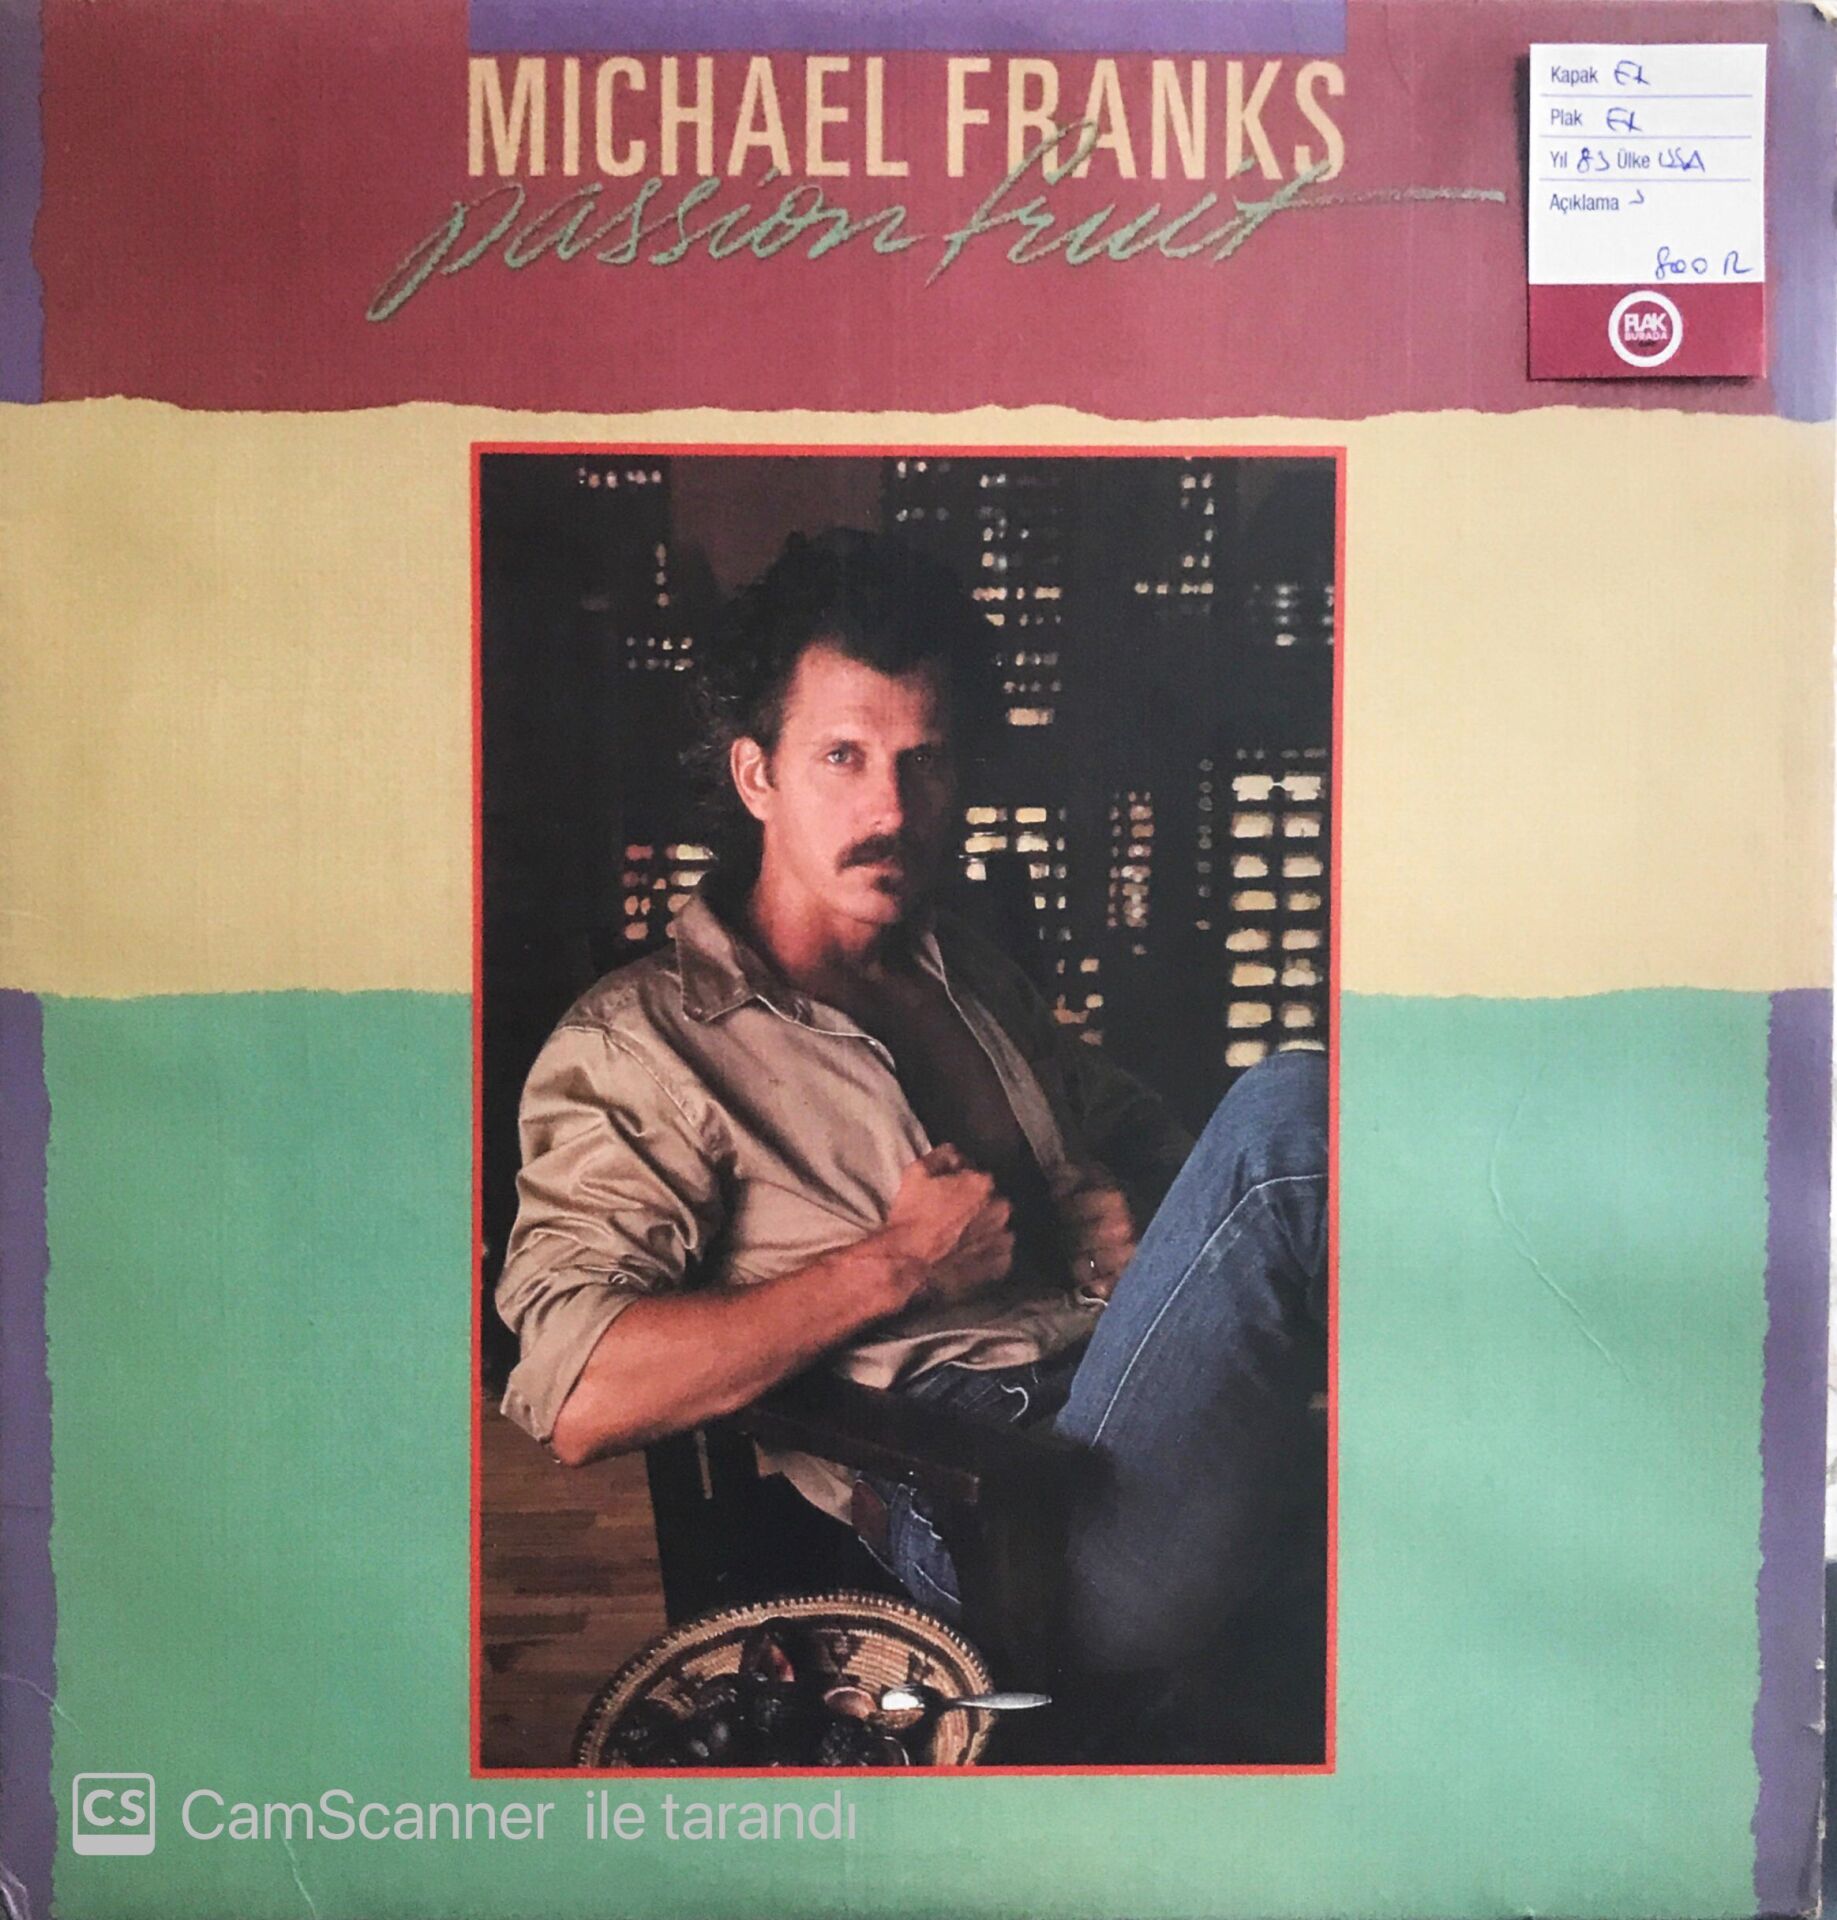 MICHAEL FRANKS
passion fruit
Kapak EX
Plak EX
Yıl 83 Ülke USA
Açıklama
800 TL
PLAK
BURADA
CS CamScanner ile tarandı